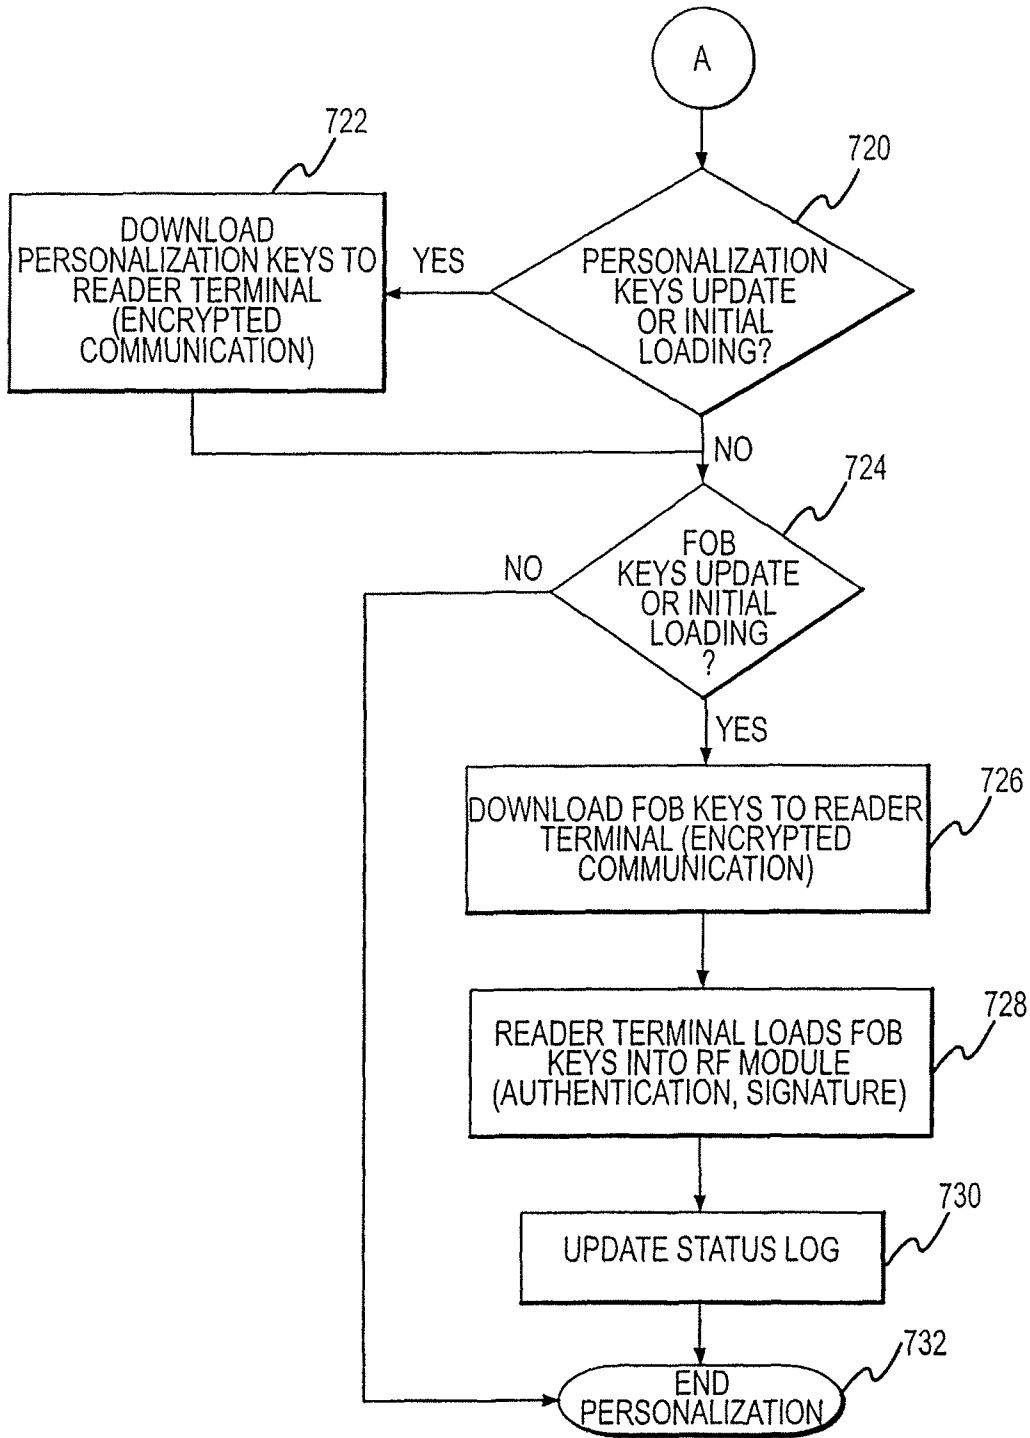 A
720
722
DOWNLOAD
PERSONALIZATION KEYS TO
READER TERMINAL
(ENCRYPTED
COMMUNICATION)
YES
PERSONALIZATION
KEYS UPDATE
OR INITIAL
LOADING?
NO
724
FOB
KEYS UPDATE
OR INITIAL
LOADING
?
NO
YES
726
DOWNLOAD FOB KEYS TO READER
TERMINAL (ENCRYPTED
COMMUNICATION)
728
READER TERMINAL LOADS FOB
KEYS INTO RF MODULE
(AUTHENTICATION, SIGNATURE)
730
UPDATE STATUS LOG
732
END
PERSONALIZATION